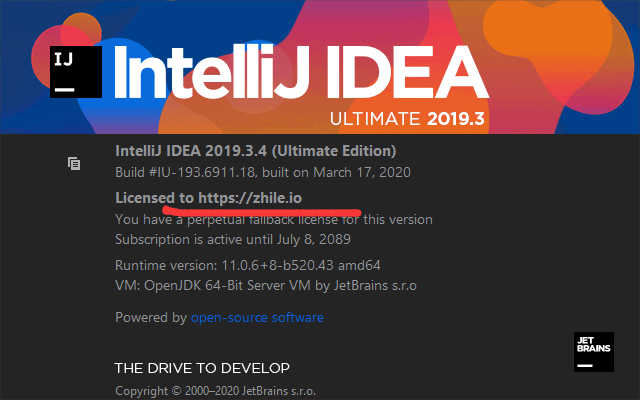 IJ
IntelliJ IDEA
ULTIMATE 2019.3
IntelliJ IDEA 2019.3.4 (Ultimate Edition)
Build #IU-193.6911.18, built on March 17, 2020
Licensed to https://zhile.io
You have a perpetual fallback license for this version
Subscription is active until July 8, 2089
Runtime version: 11.0.6+8-b520.43 amd64
VM: OpenJDK 64-Bit Server VM by JetBrains s.r.o
Powered by open-source software
JET
BRAINS
THE DRIVE TO DEVELOP
Copyright © 2000–2020 JetBrains s.r.o.